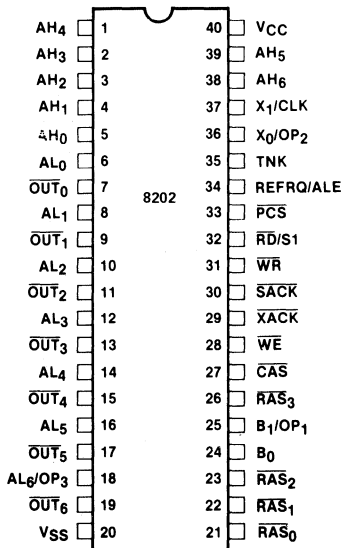 AH4 1 40 VCC
AH3 2 39 AH5
AH2 3 38 AH6
AH1 4 37 X1/CLK
AH0 5 36 X0/OP2
AL0 6 35 TNK
OUT0 7 34 REFRQ/ALE
8202
AL1 8 33 PCS
OUT1 9 32 RD/S1
AL2 10 31 WR
OUT2 11 30 SACK
AL3 12 29 XACK
OUT3 13 28 WE
AL4 14 27 CAS
OUT4 15 26 RAS3
AL5 16 25 B1/OP1
OUT5 17 24 B0
AL6/OP3 18 23 RAS2
OUT6 19 22 RAS1
VSS 20 21 RAS0